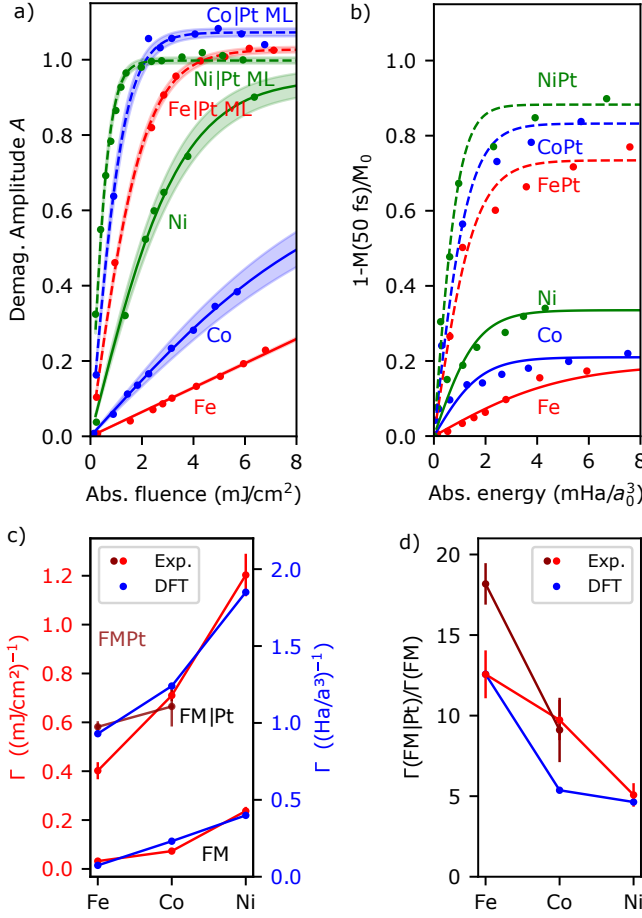 a)
Co|Pt ML
Ni|Pt ML
Fe|Pt ML
Ni
Co
Fe
1.0
0.8
0.6
0.4
0.2
0.0
0 2 4 6 8
Demag. Amplitude A
Abs. fluence (mJ/cm²)
b)
NiPt
CoPt
FePt
Ni
Co
Fe
1.0
0.8
0.6
0.4
0.2
0.0
0 2 4 6 8
1-M(50 fs)/M₀
Abs. energy (mHa/a₀³)
c)
Exp.
DFT
FMPt
FM|Pt
FM
1.2
1.0
0.8
0.6
0.4
0.2
0.0
Γ ((mJ/cm²)⁻¹)
2.0
1.5
1.0
0.5
0.0
Γ ((Ha/a³)⁻¹)
Fe Co Ni
d)
Exp.
DFT
20
15
10
5
0
Γ(FM|Pt)/Γ(FM)
Fe Co Ni